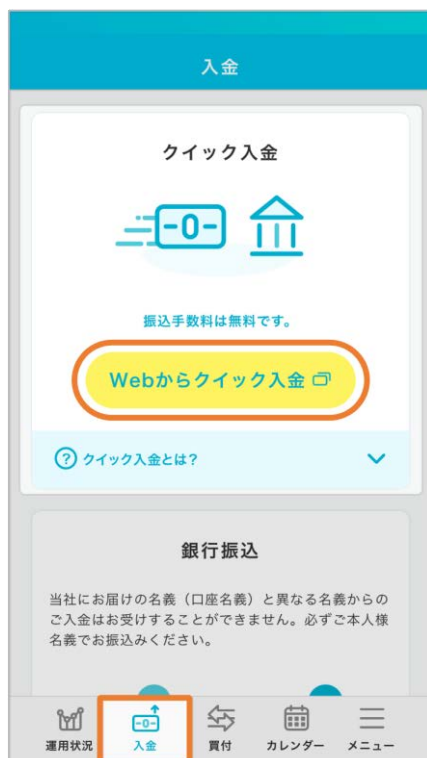 入金
クイック入金
振込手数料は無料です。
Webからクイック入金
? クイック入金とは?
銀行振込
当社にお届けの名義（口座名義）と異なる名義からの
ご入金はお受けすることができません。必ずご本人様
名義でお振込みください。
運用状況 入金 買付 カレンダー メニュー